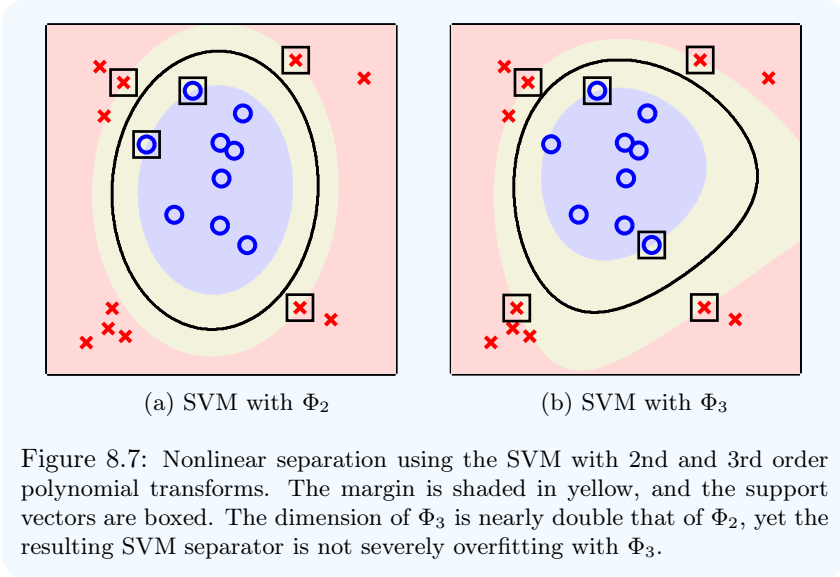 (a) SVM with Φ₂
(b) SVM with Φ₃
Figure 8.7: Nonlinear separation using the SVM with 2nd and 3rd order
polynomial transforms. The margin is shaded in yellow, and the support
vectors are boxed. The dimension of Φ₃ is nearly double that of Φ₂, yet the
resulting SVM separator is not severely overfitting with Φ₃.